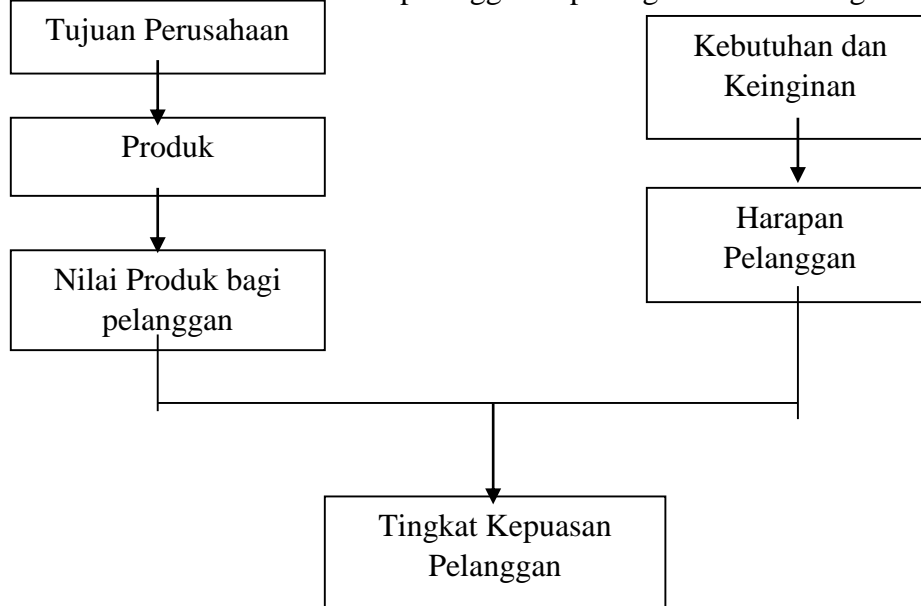 Tujuan Perusahaan
Produk
Nilai Produk bagi
pelanggan
Kebutuhan dan
Keinginan
Harapan
Pelanggan
Tingkat Kepuasan
Pelanggan